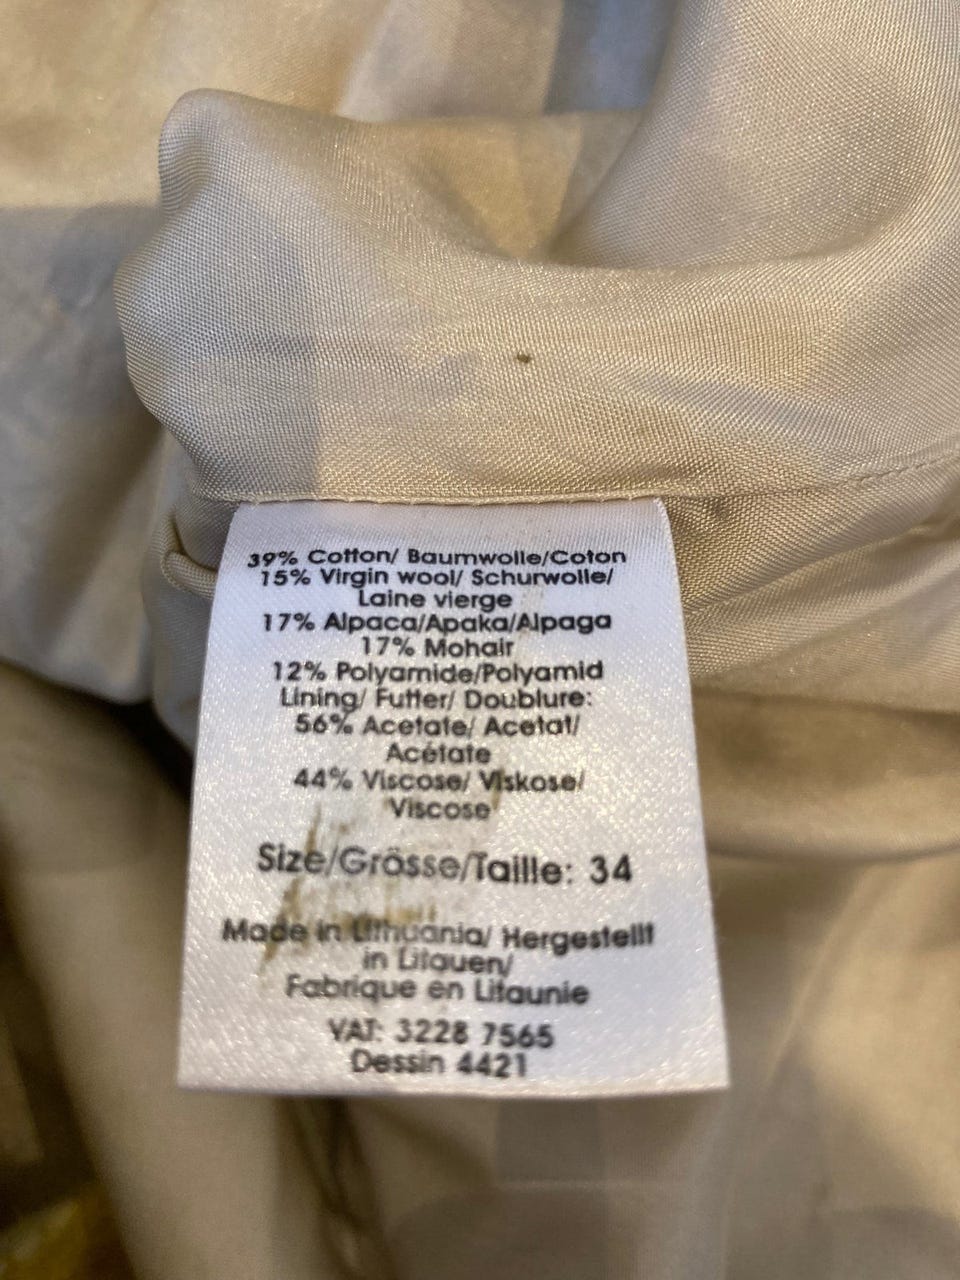 39% Cotton/ Baumwolle/Coton
15% Virgin wool/ Schurwolle/
Laine vierge
17% Alpaca/Apaka/Alpaga
17% Mohair
12% Polyamide/Polyamid
Lining/ Futter/ Doublure:
56% Acetate/ Acetat/
Acétate
44% Viscose/ Viskose/
Viscose
Size/Grösse/Taille: 34
Made in Lithuania/ Hergestellt
in Litauen/
Fabrique en Litaunie
VAT: 3228 7565
Dessin 4421